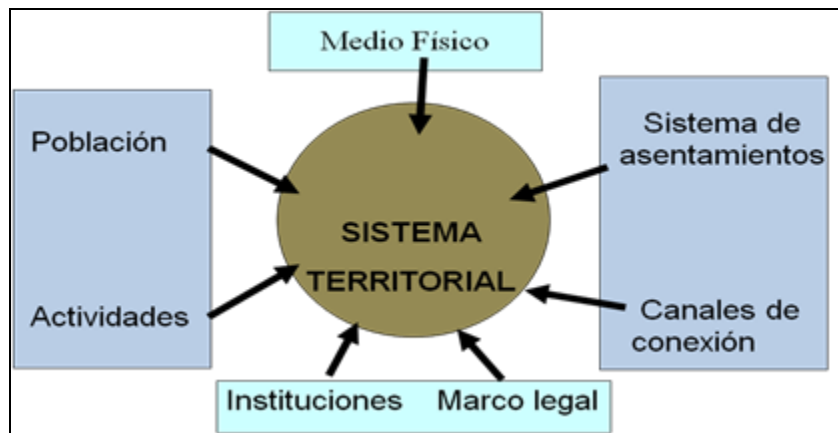 Medio Físico
Población
Actividades
SISTEMA
TERRITORIAL
Sistema de
asentamientos
Canales de
conexión
Instituciones
Marco legal